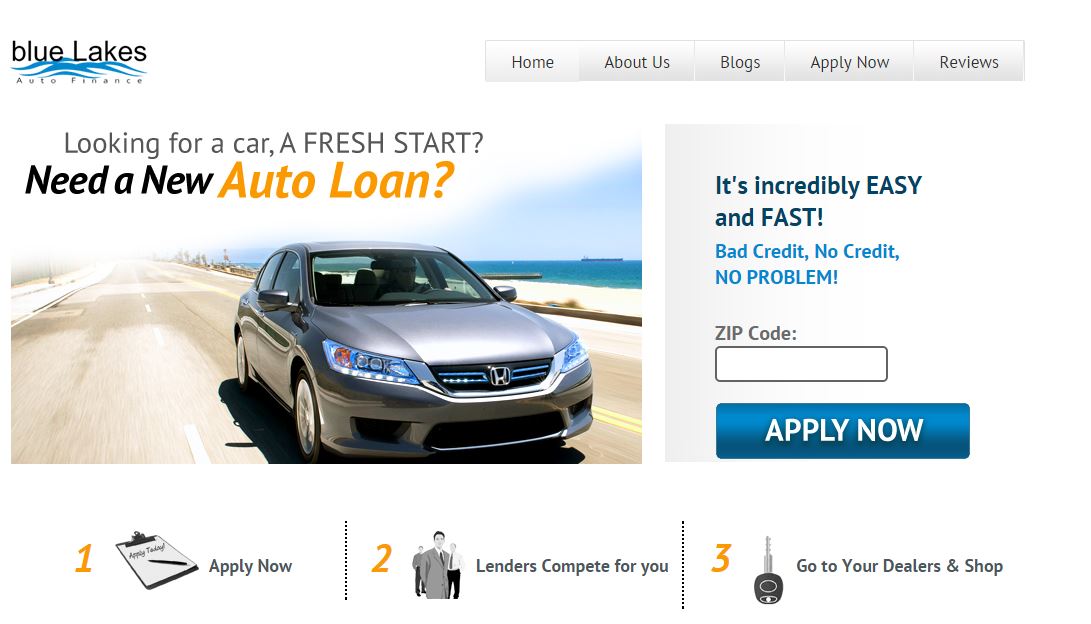 blue Lakes
Auto Finance
Home
About Us
Blogs
Apply Now
Reviews
Looking for a car, A FRESH START?
Need a New Auto Loan?
It's incredibly EASY
and FAST!
Bad Credit, No Credit,
NO PROBLEM!
ZIP Code:
APPLY NOW
1
Apply Today!
Apply Now
2
Lenders Compete for you
3
Go to Your Dealers & Shop